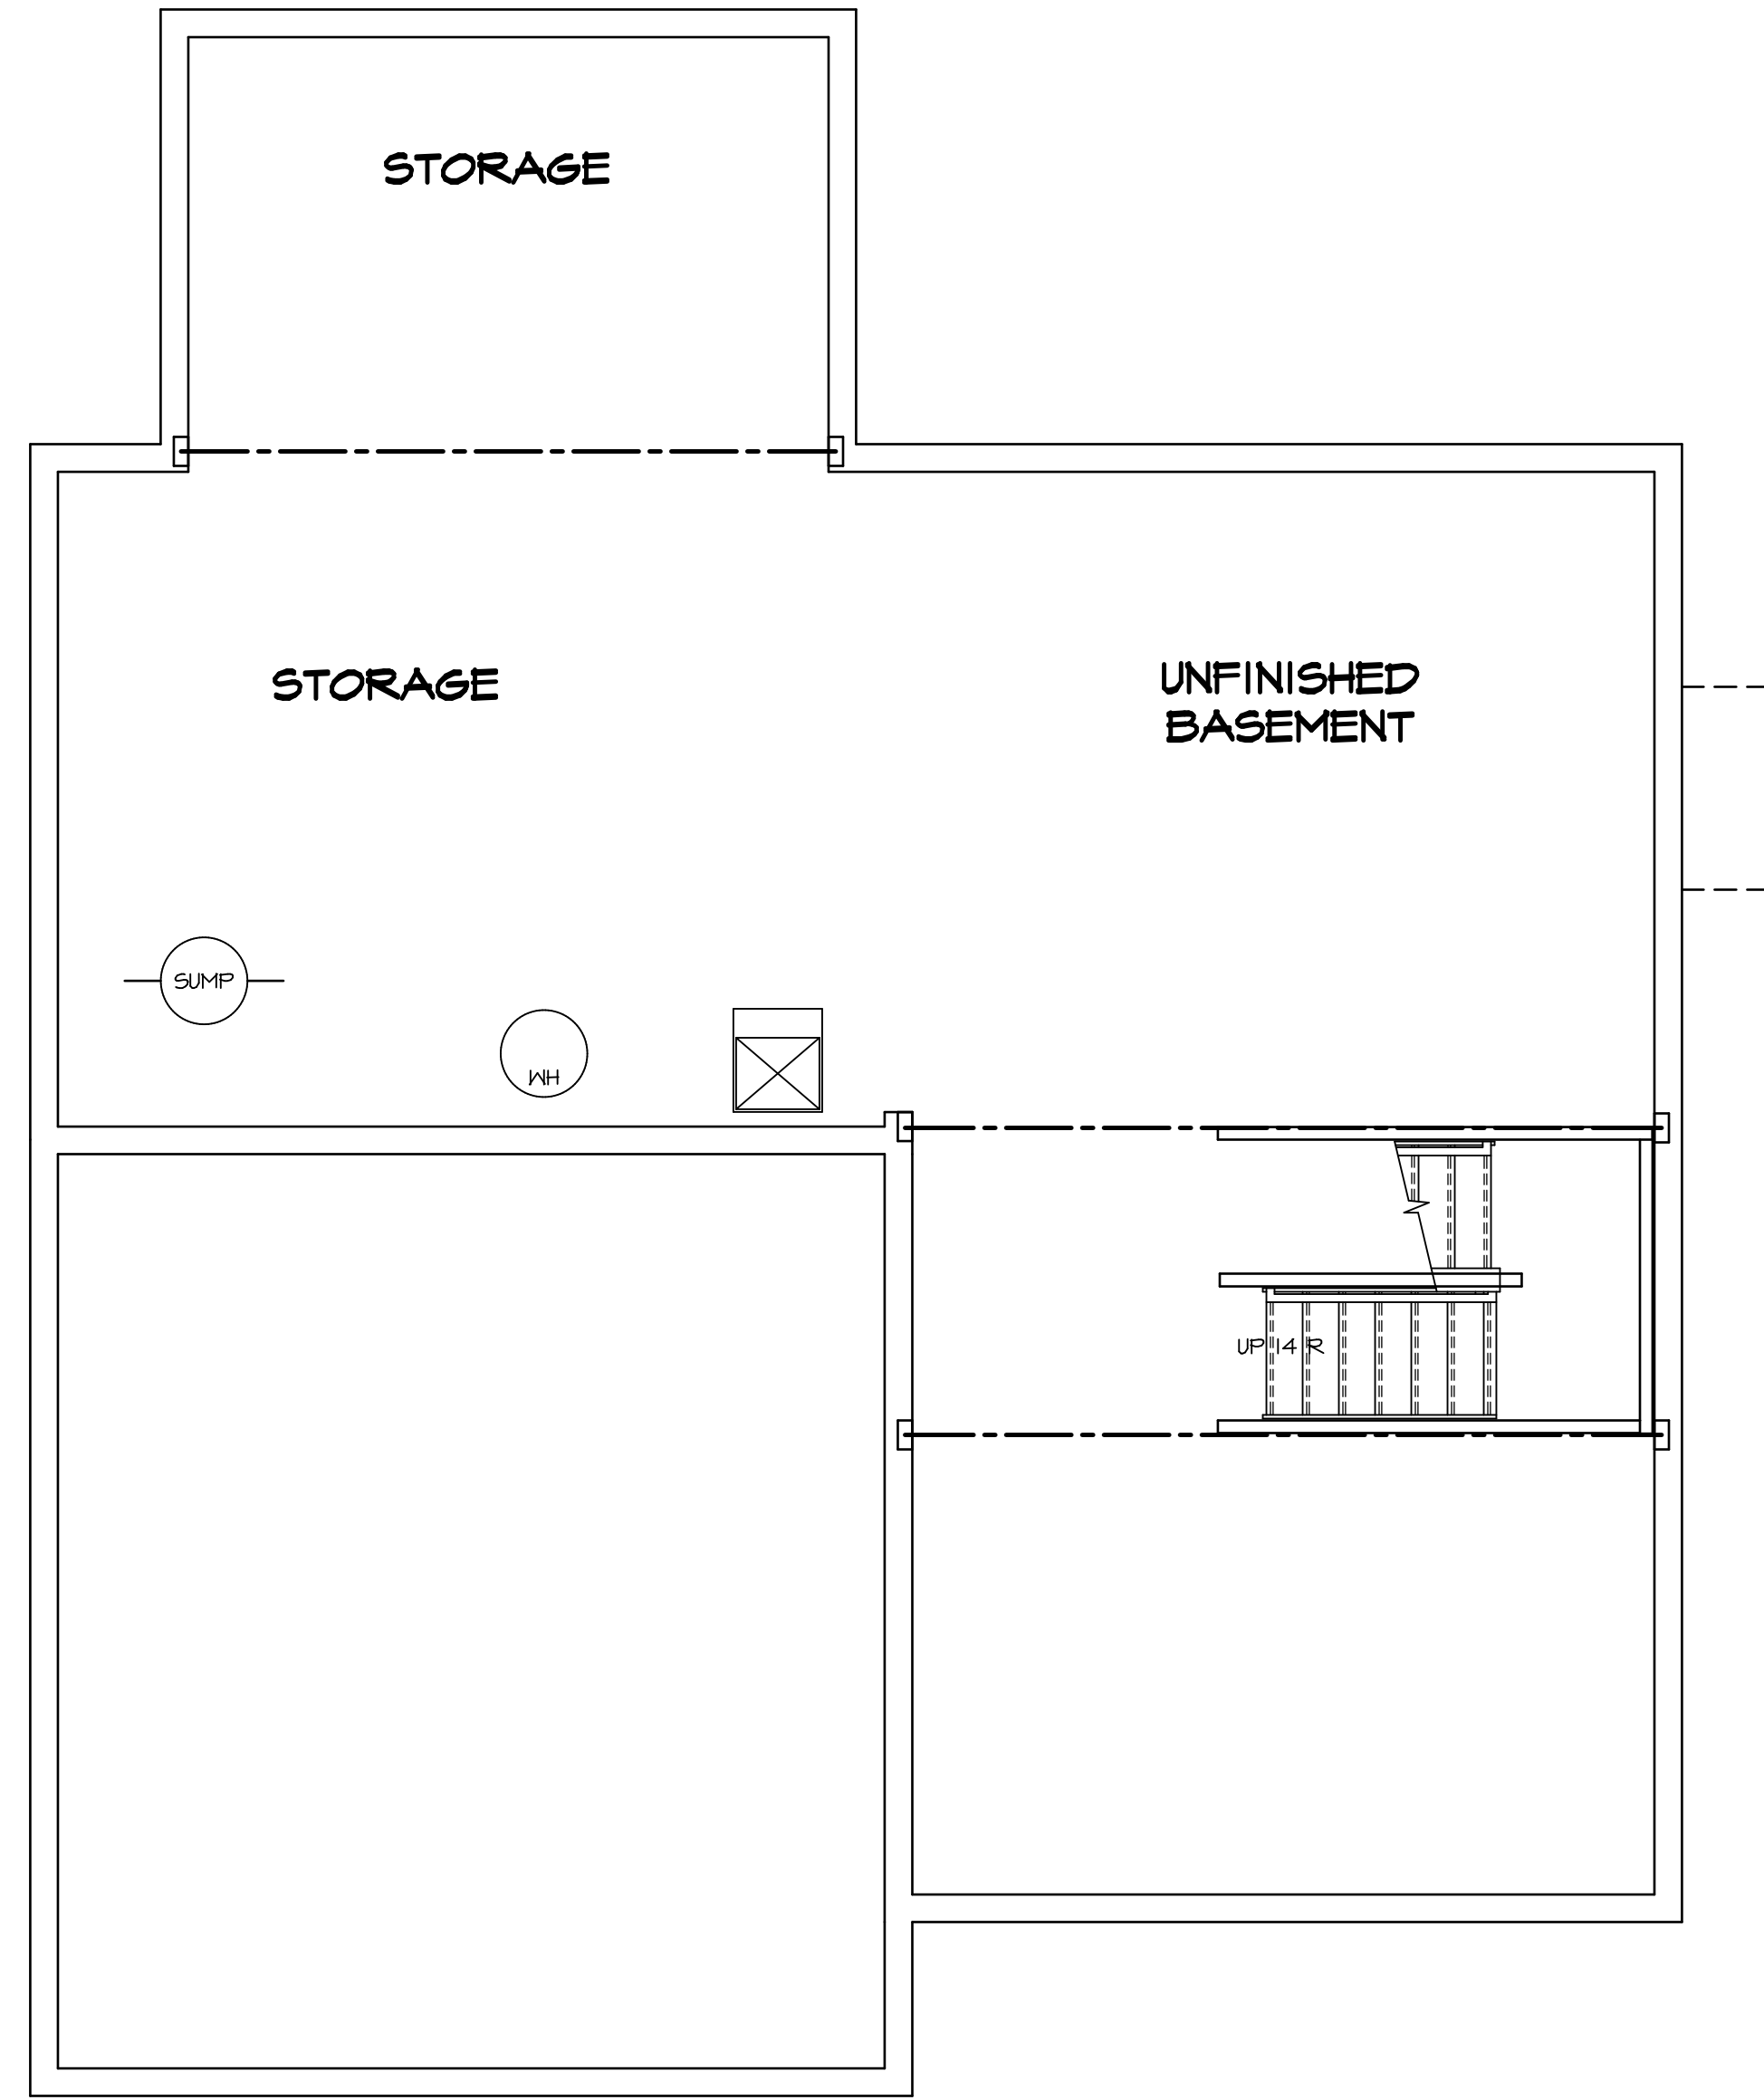 STORAGE
STORAGE
UNFINISHED
BASEMENT
SUMP
WH
UP 14 R